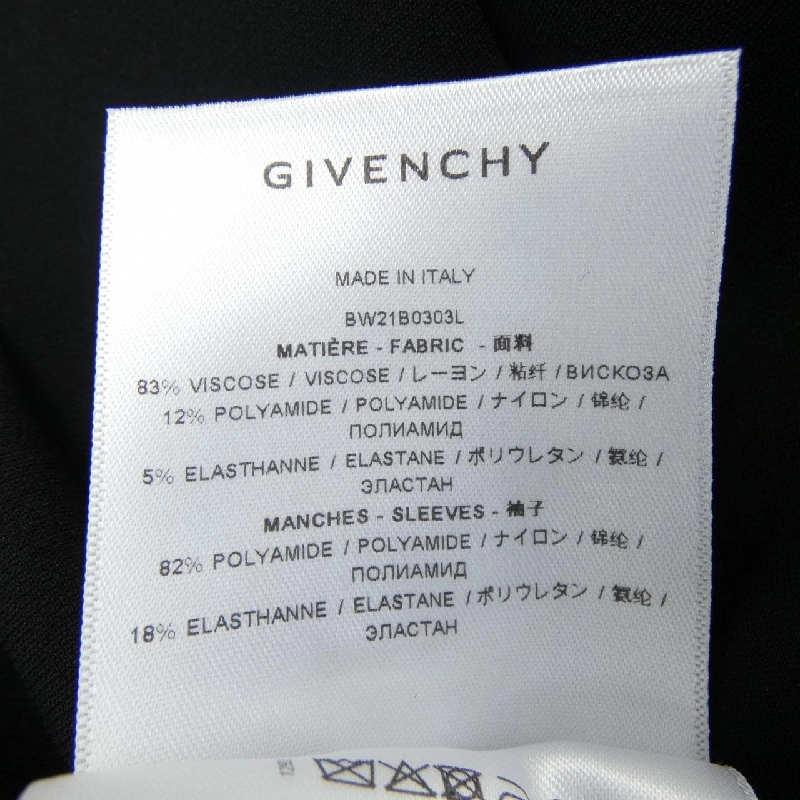 GIVENCHY
MADE IN ITALY
BW21B0303L
MATIÈRE - FABRIC - 面料
83% VISCOSE / VISCOSE / レーヨン / 粘纤 / ВИСКОЗА
12% POLYAMIDE / POLYAMIDE / ナイロン / 锦纶 /
ПОЛИАМИД
5% ELASTHANNE / ELASTANE / ポリウレタン / 氨纶 /
ЭЛАСТАН
MANCHES - SLEEVES - 袖子
82% POLYAMIDE / POLYAMIDE / ナイロン / 锦纶 /
ПОЛИАМИД
18% ELASTHANNE / ELASTANE / ポリウレタン / 氨纶 /
ЭЛАСТАН